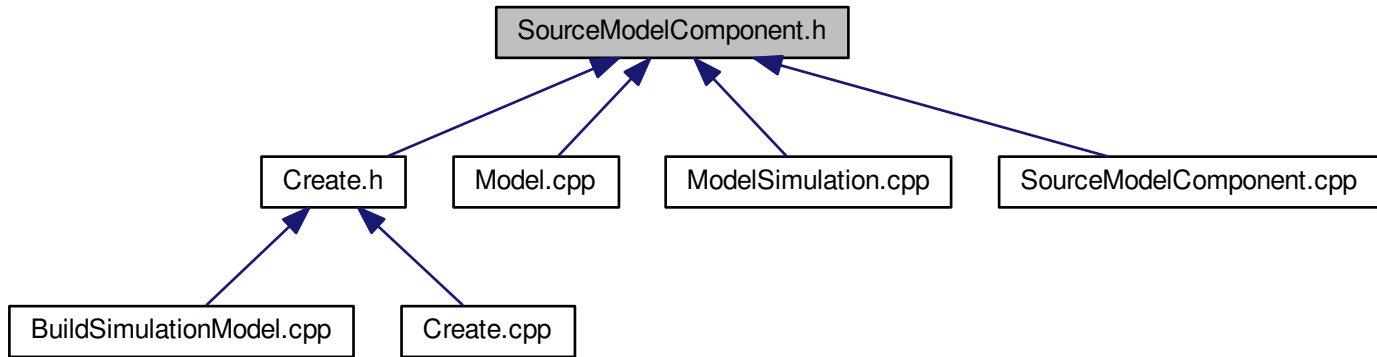 SourceModelComponent.h
Create.h
Model.cpp
ModelSimulation.cpp
SourceModelComponent.cpp
BuildSimulationModel.cpp
Create.cpp